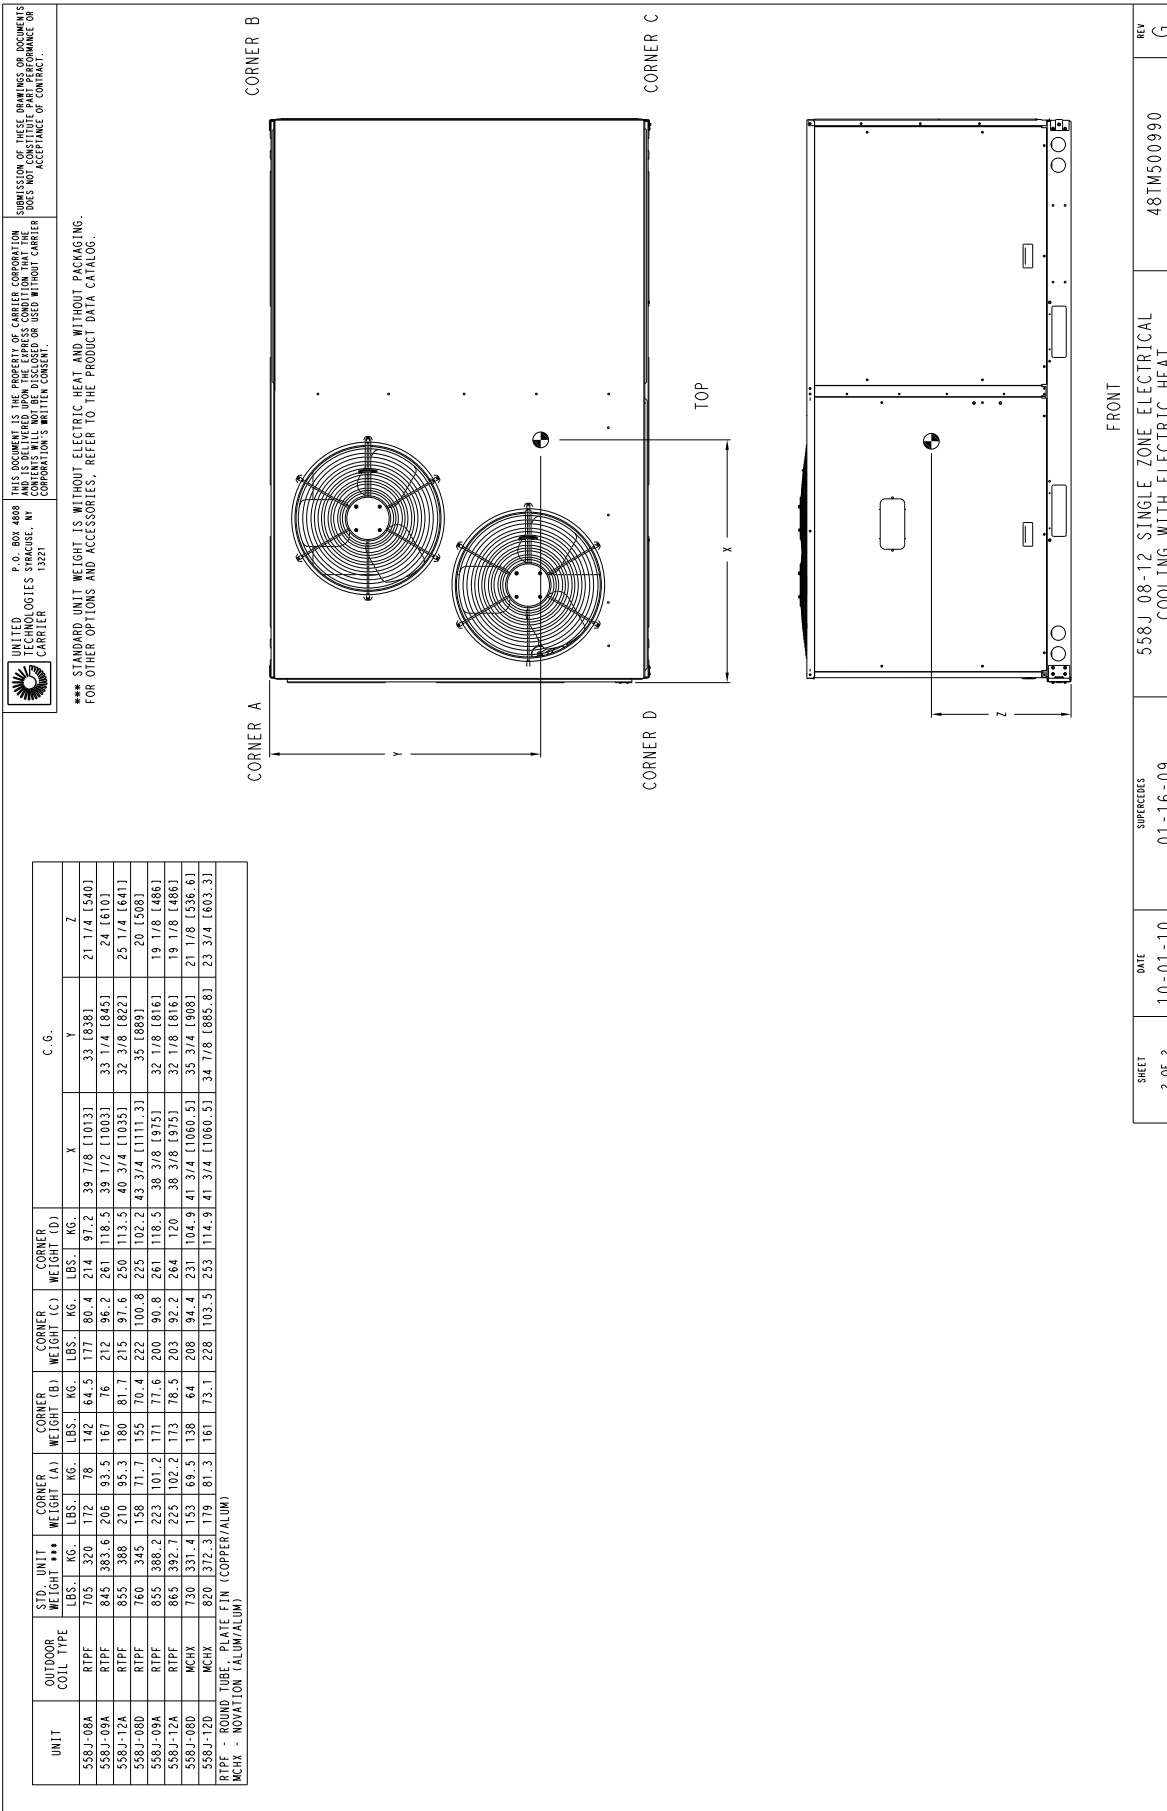 UNITED
TECHNOLOGIES
CARRIER
P.O. BOX 4808
SYRACUSE, NY
13221
THIS DOCUMENT IS THE PROPERTY OF CARRIER CORPORATION
AND IS DELIVERED UPON THE EXPRESS CONDITION THAT THE
CONTENTS WILL NOT BE DISCLOSED OR USED WITHOUT CARRIER
CORPORATION'S WRITTEN CONSENT.
SUBMISSION OF THESE DRAWINGS OR DOCUMENTS
DOES NOT CONSTITUTE PART PERFORMANCE OR
ACCEPTANCE OF CONTRACT.
*** STANDARD UNIT WEIGHT IS WITHOUT ELECTRIC HEAT AND WITHOUT PACKAGING.
FOR OTHER OPTIONS AND ACCESSORIES, REFER TO THE PRODUCT DATA CATALOG.
UNIT OUTDOOR COIL TYPE STD. UNIT WEIGHT *** CORNER WEIGHT (A) CORNER WEIGHT (B) CORNER WEIGHT (C) CORNER WEIGHT (D) C.G.
LBS. KG. LBS. KG. LBS. KG. LBS. KG. LBS. KG. X Y Z
558J-08A RTPF 705 320 172 78 142 64.5 177 80.4 214 97.2 39 7/8 [1013] 33 [838] 21 1/4 [540]
558J-09A RTPF 845 383.6 206 93.5 167 76 212 96.2 261 118.5 39 1/2 [1003] 33 1/4 [845] 24 [610]
558J-12A RTPF 855 388 210 95.3 180 81.7 215 97.6 250 113.5 40 3/4 [1035] 32 3/8 [822] 25 1/4 [641]
558J-08D RTPF 760 345 158 71.7 155 70.4 222 100.8 225 102.2 43 3/4 [1111.3] 35 [889] 20 [508]
558J-09A RTPF 855 388.2 223 101.2 171 77.6 200 90.8 261 118.5 38 3/8 [975] 32 1/8 [816] 19 1/8 [486]
558J-12A RTPF 865 392.7 225 102.2 173 78.5 203 92.2 264 120 38 3/8 [975] 32 1/8 [816] 19 1/8 [486]
558J-08D MCHX 730 331.4 153 69.5 138 64 208 94.4 231 104.9 41 3/4 [1060.5] 35 3/4 [908] 21 1/8 [536.6]
558J-12D MCHX 820 372.3 179 81.3 161 73.1 228 103.5 253 114.9 41 3/4 [1060.5] 34 7/8 [885.8] 23 3/4 [603.3]
RTPF - ROUND TUBE, PLATE FIN (COPPER/ALUM)
MCHX - NOVATION (ALUM/ALUM)
CORNER A
CORNER B
Y
CORNER D
CORNER C
X
TOP
Z
FRONT
SHEET
2 OF 2
DATE
10-01-10
SUPERCEDES
01-16-09
558J 08-12 SINGLE ZONE ELECTRICAL
COOLING WITH ELECTRIC HEAT
48TM500990
REV
G